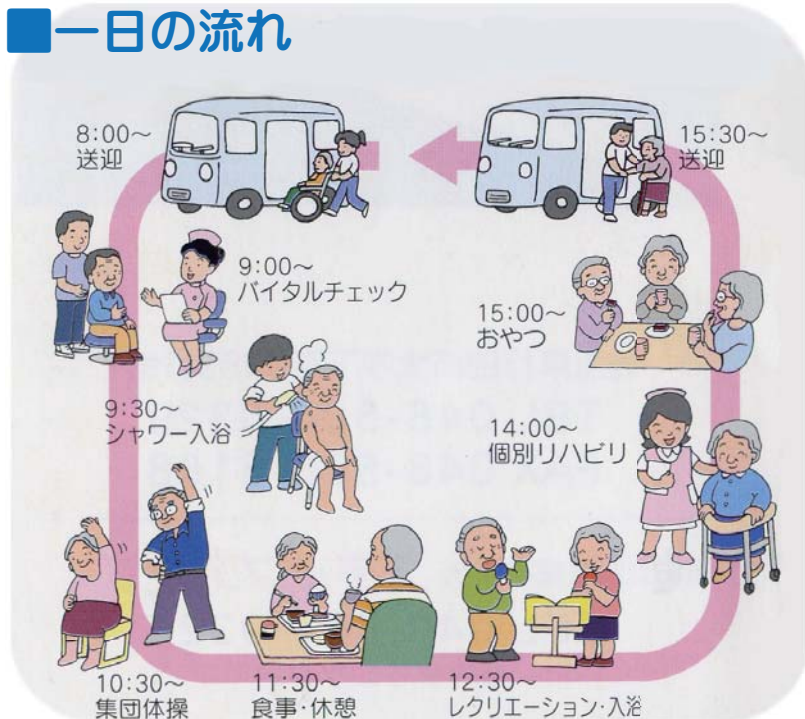 ■一日の流れ
8:00～
送迎
9:00～
バイタルチェック
9:30～
シャワー入浴
10:30～
集団体操
11:30～
食事・休憩
12:30～
レクリエーション・入浴
14:00～
個別リハビリ
15:00～
おやつ
15:30～
送迎